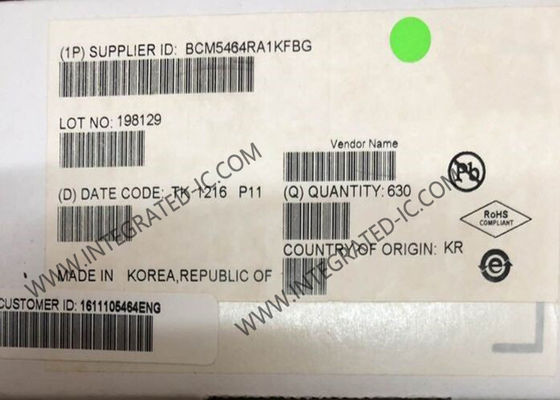 (1P) SUPPLIER ID: BCM5464RA1KFBG
LOT NO: 198129
Vendor Name
(D) DATE CODE: TK 1216 P11
(Q) QUANTITY: 630
Pb
RoHS
COMPLIANT
COUNTRY OF ORIGIN: KR
e
MADE IN KOREA,REPUBLIC OF
CUSTOMER ID: 1611105464ENG
WWW.INTEGRATED-IC.COM
WWW.INTEGRATED-IC.COM